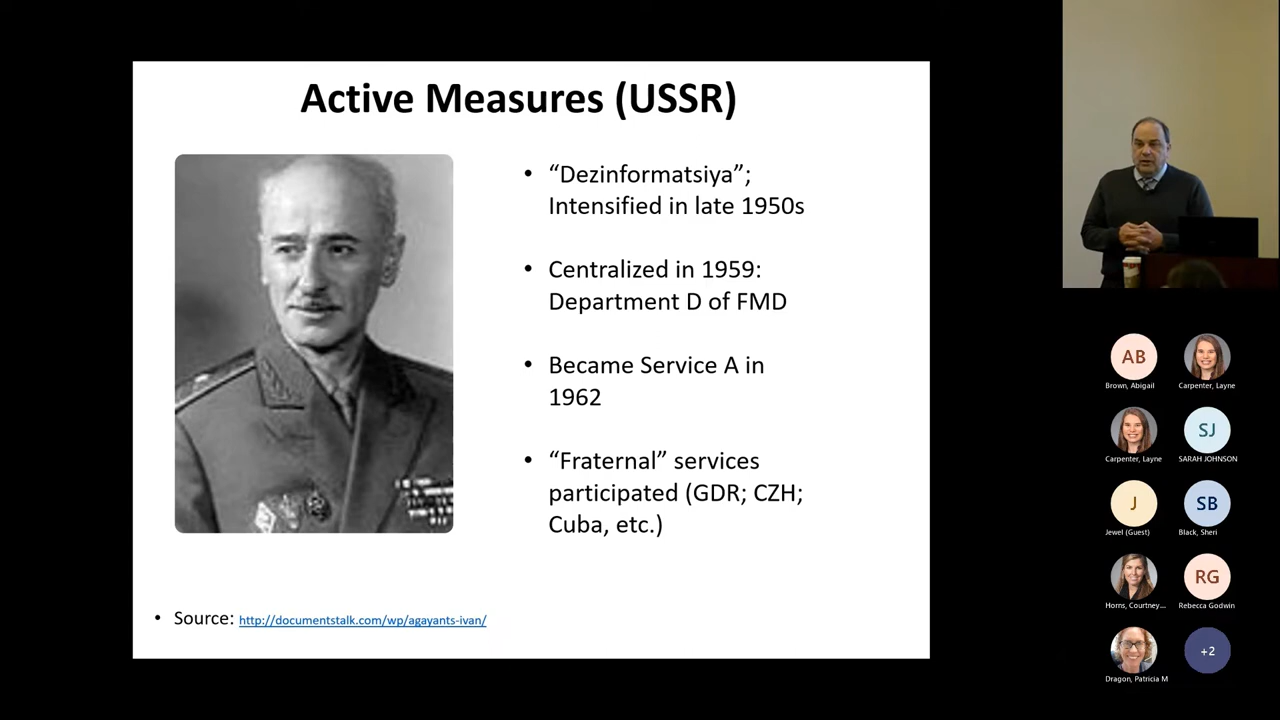 Active Measures (USSR)
• “Dezinformatsiya”;
Intensified in late 1950s
• Centralized in 1959:
Department D of FMD
• Became Service A in
1962
• “Fraternal” services
participated (GDR; CZH;
Cuba, etc.)
• Source: http://documentstalk.com/wp/agayants-ivan/
AB
Brown, Abigail
Carpenter, Layne
Carpenter, Layne
SJ
SARAH JOHNSON
J
Jewel (Guest)
SB
Black, Sheri
Horns, Courtney...
RG
Rebecca Godwin
Dragon, Patricia M
+2